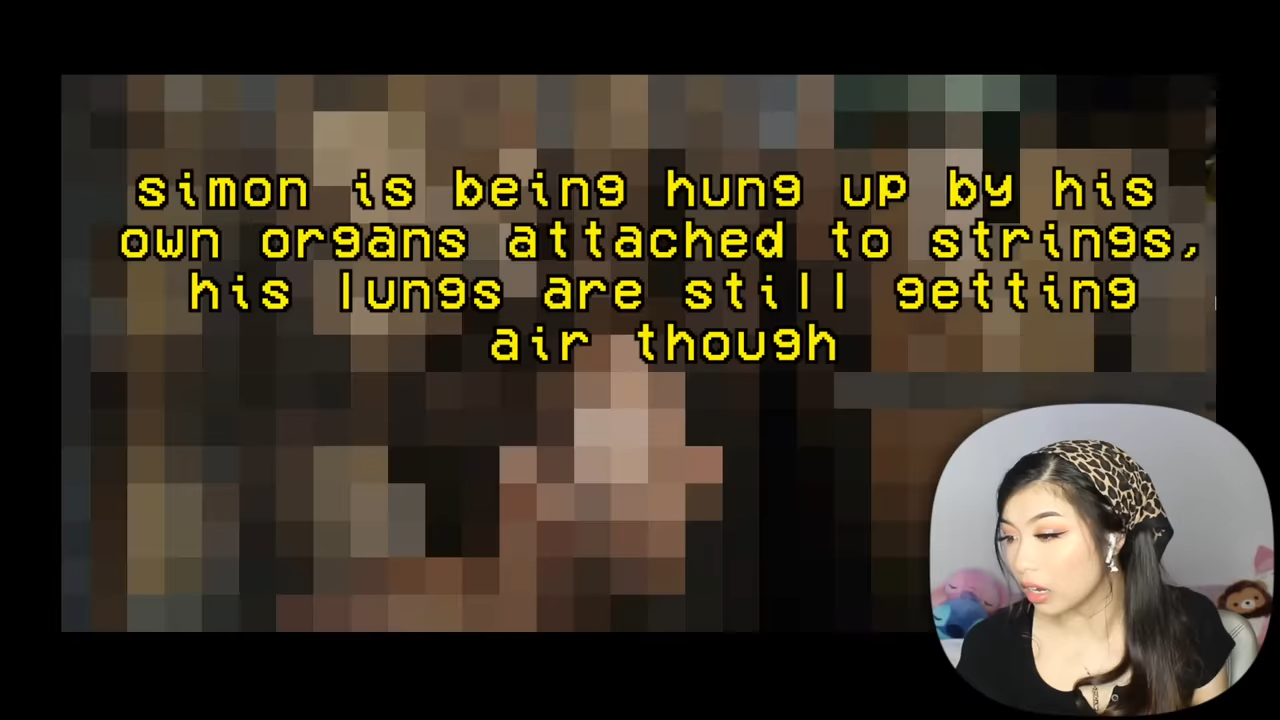 simon is being hung up by his
own organs attached to strings,
his lungs are still getting
air though